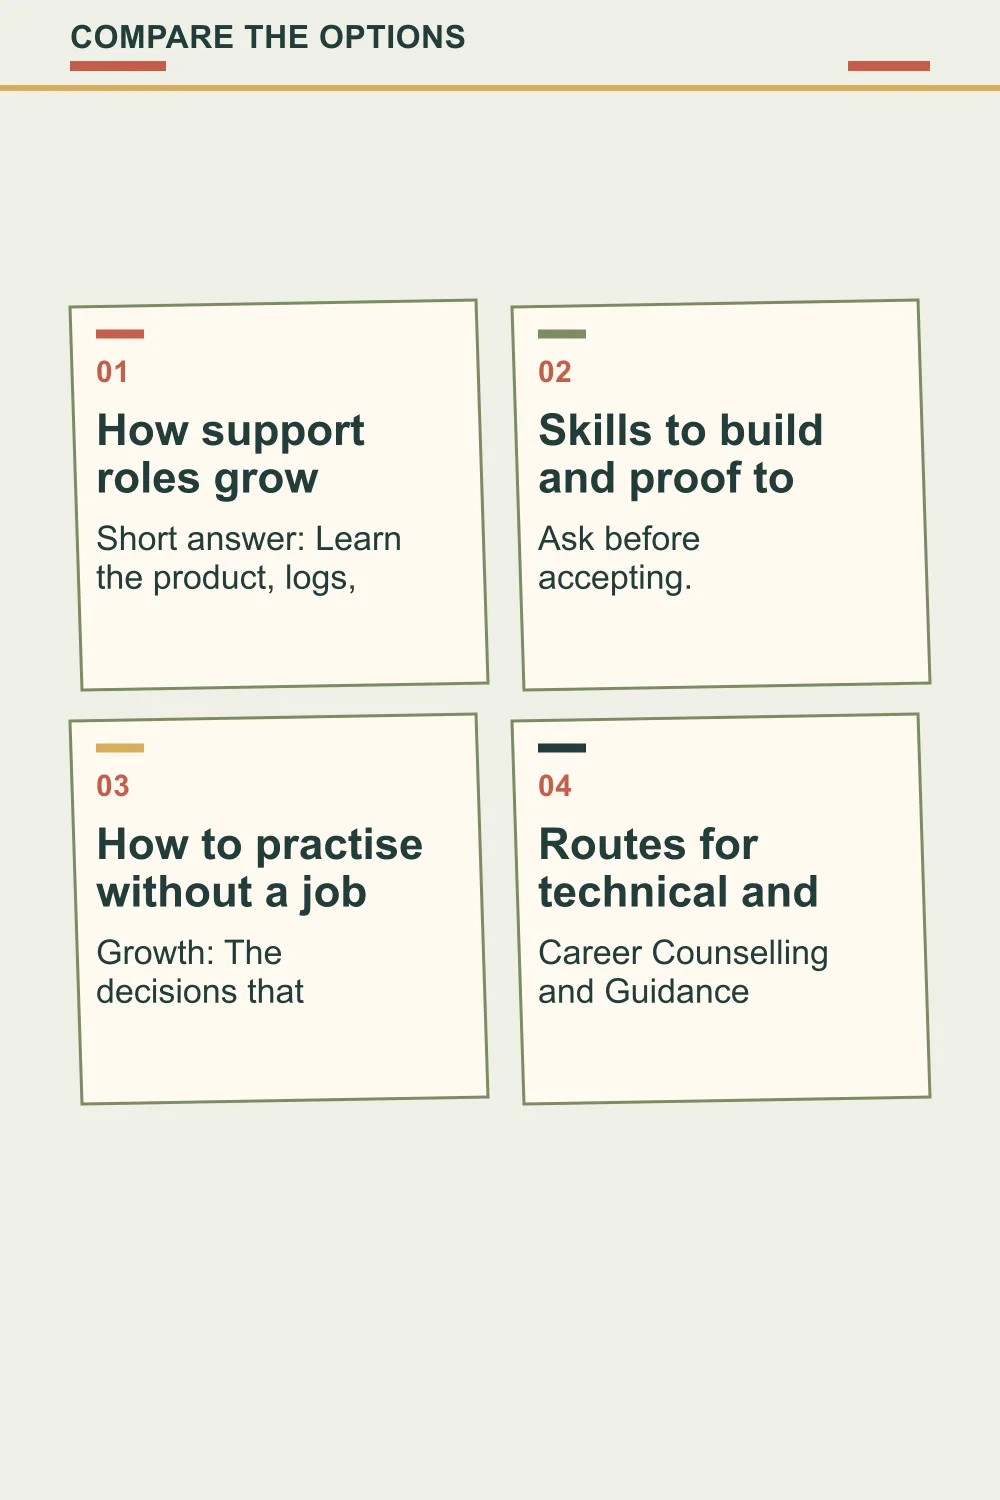 COMPARE THE OPTIONS
01
How support
roles grow
Short answer: Learn
the product, logs,
02
Skills to build
and proof to
Ask before
accepting.
03
How to practise
without a job
Growth: The
decisions that
04
Routes for
technical and
Career Counselling
and Guidance